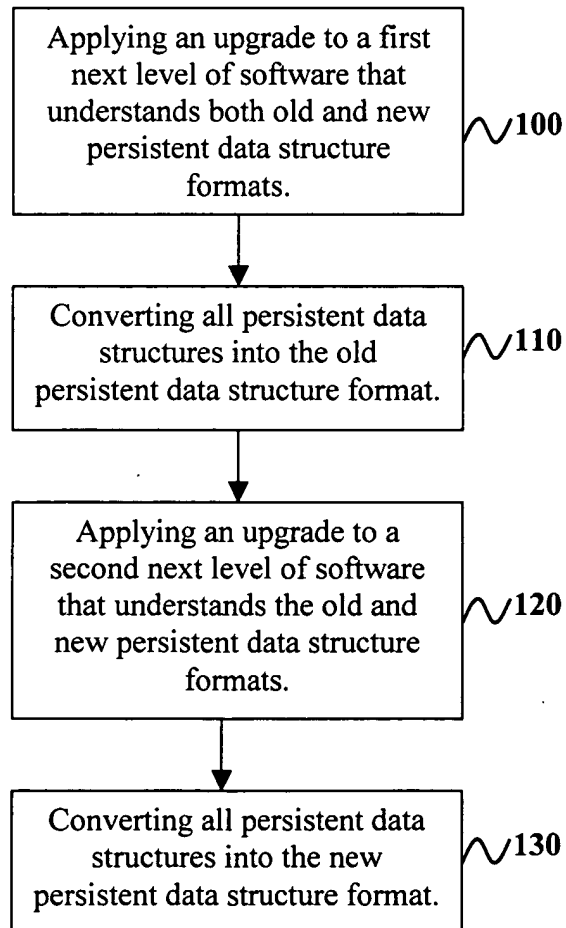 Applying an upgrade to a first
next level of software that
understands both old and new
persistent data structure
formats.
100
Converting all persistent data
structures into the old
persistent data structure format.
110
Applying an upgrade to a
second next level of software
that understands the old and
new persistent data structure
formats.
120
Converting all persistent data
structures into the new
persistent data structure format.
130